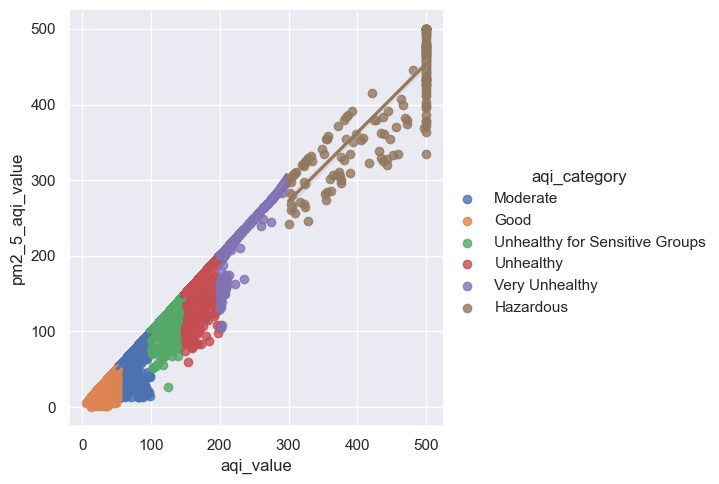 500
400
300
200
100
0
pm2_5_aqi_value
0
100
200
300
400
500
aqi_value
aqi_category
Moderate
Good
Unhealthy for Sensitive Groups
Unhealthy
Very Unhealthy
Hazardous